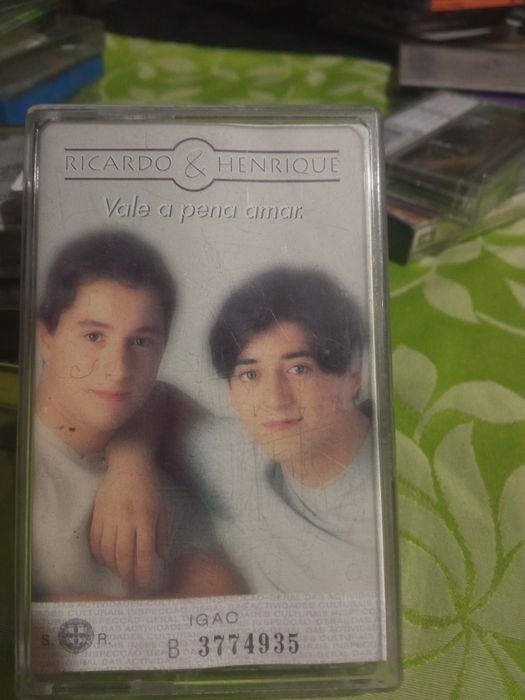 RICARDO & HENRIQUE
Vale a pena amar.
IGAC
S. R.
B 3774935